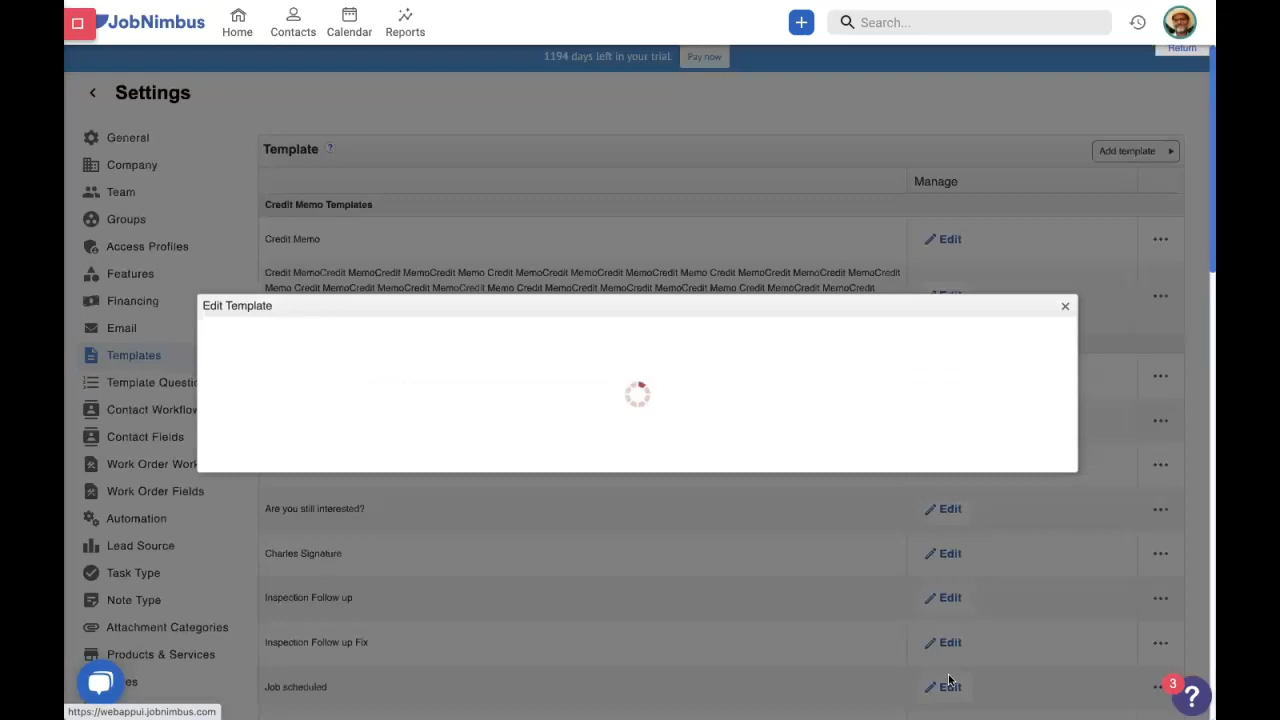 JobNimbus
Home
Contacts
Calendar
Reports
+
Search...
1194 days left in your trial.
Pay now
Return
Settings
General
Company
Team
Groups
Access Profiles
Features
Financing
Email
Templates
Template Questi
Contact Workflow
Contact Fields
Work Order Work
Work Order Fields
Automation
Lead Source
Task Type
Note Type
Attachment Categories
Products & Services
es
https://webappui.jobnimbus.com
Template ?
Add template
Manage
Credit Memo Templates
Credit Memo
Edit
Credit MemoCredit MemoCredit MemoCredit Memo Credit MemoCredit MemoCredit MemoCredit Memo Credit MemoCredit MemoCredit MemoCredit
Memo Credit MemoCredit MemoCredit MemoCredit Memo Credit MemoCredit MemoCredit MemoCredit Memo Credit MemoCredit MemoCredit
Edit Template
×
Are you still interested?
Edit
Charles Signature
Edit
Inspection Follow up
Edit
Inspection Follow up Fix
Edit
Job scheduled
Edit
3
?